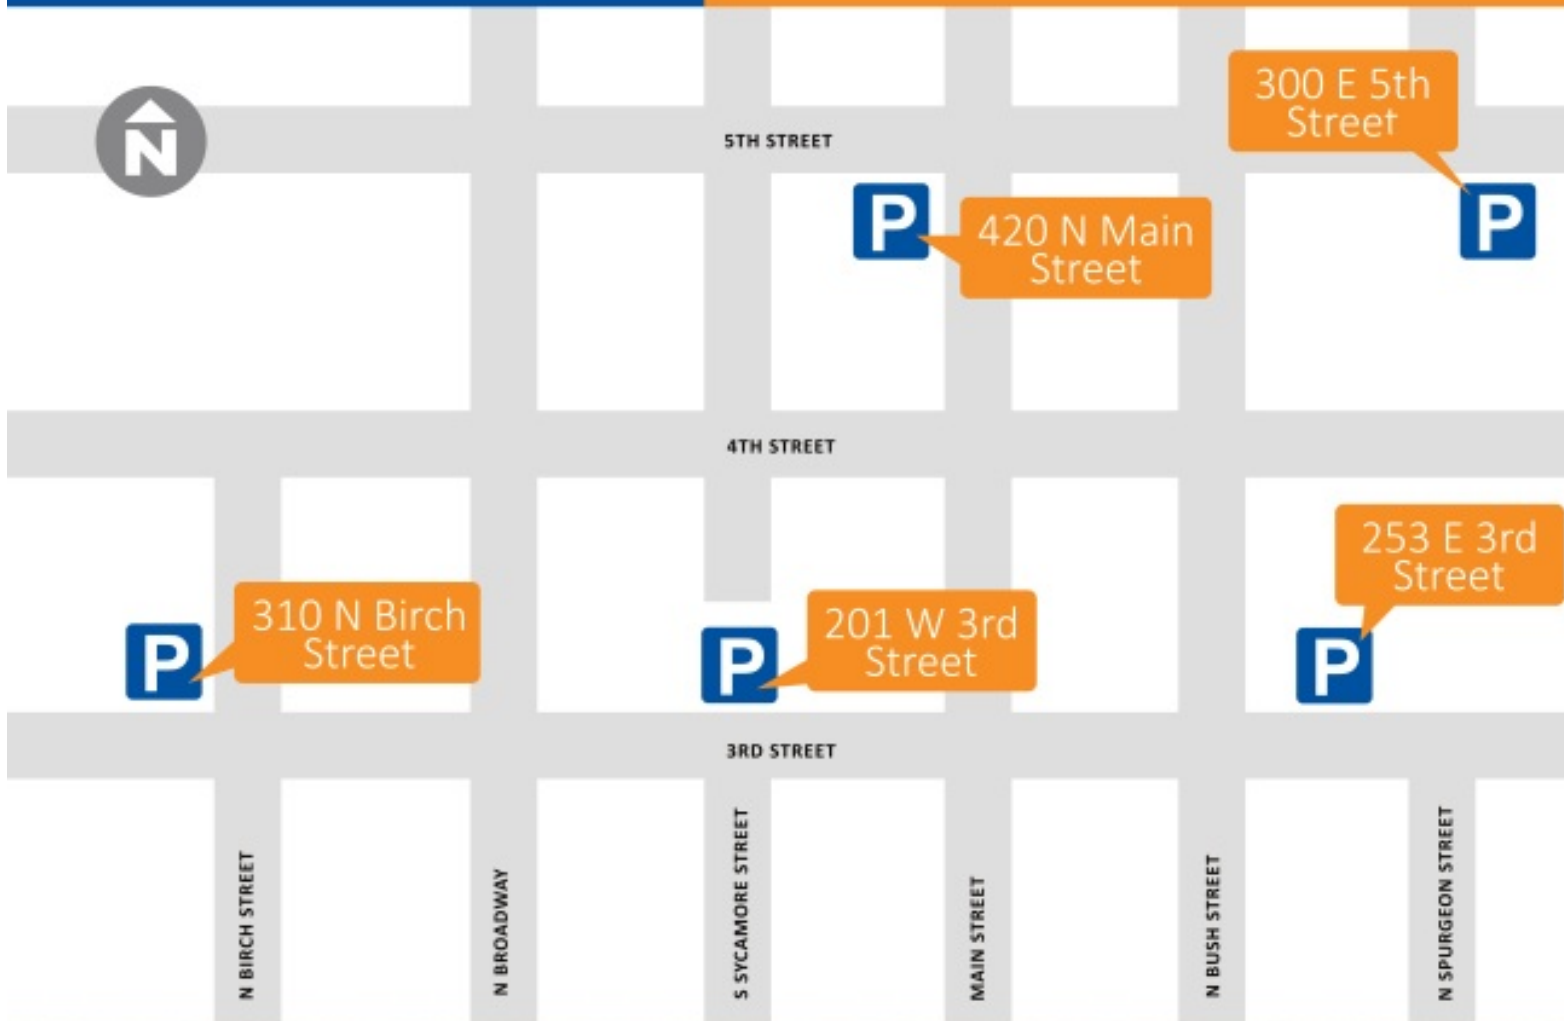 300 E 5th
Street
N
5TH STREET
P
420 N Main
Street
P
4TH STREET
253 E 3rd
Street
310 N Birch
Street
P
201 W 3rd
Street
P
P
3RD STREET
N BIRCH STREET
N BROADWAY
S SYCAMORE STREET
MAIN STREET
N BUSH STREET
N SPURGEON STREET